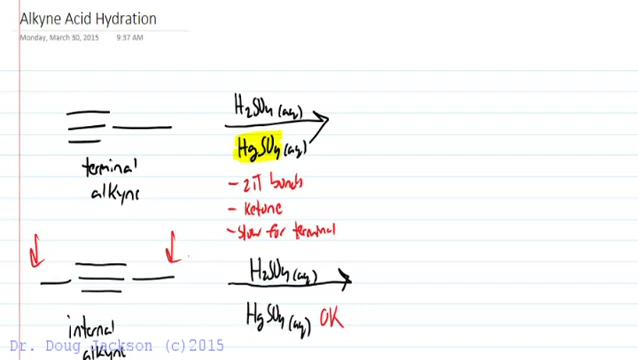 Alkyne Acid Hydration
Monday, March 30, 2015 9:37 AM
H₂SO₄(aq)
HgSO₄(aq)
terminal
alkyne
- 2π bonds
- Ketone
- slow for terminal
H₂SO₄(aq)
HgSO₄(aq) OK
internal
alkyne
Dr. Doug Jackson (c)2015